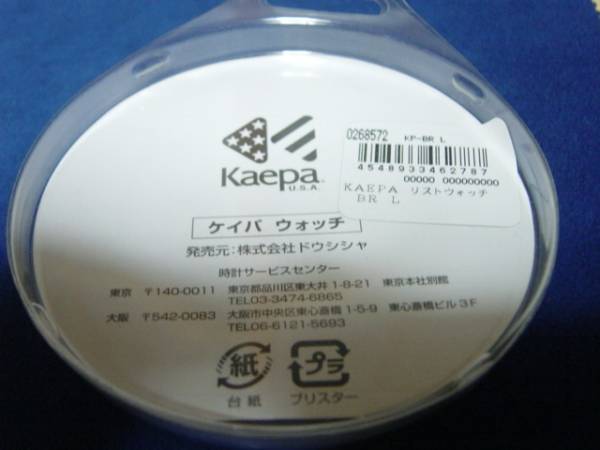 Kaepa
U.S.A.
0268572 KP-BR L
4548933462787
00000 000000000
KAEPA リストウォッチ
BR L
ケイパ ウォッチ
発売元:株式会社ドウシシャ
時計サービスセンター
東京 〒140-0011 東京都品川区東大井1-8-21 東京本社別館
TEL03-3474-6865
大阪 〒542-0083 大阪市中央区東心斎橋1-5-9 東心斎橋ビル3F
TEL06-6121-5693
紙 プラ
台紙 ブリスター